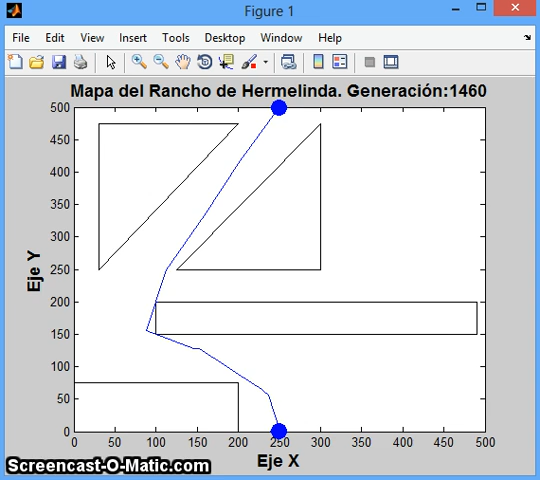 Figure 1
File Edit View Insert Tools Desktop Window Help
Mapa del Rancho de Hermelinda. Generación:1460
500
450
400
350
300
250
200
150
100
50
0
Eje Y
0 50 100 150 200 250 300 350 400 450 500
Eje X
Screencast-O-Matic.com